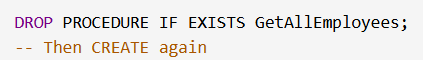 DROP PROCEDURE IF EXISTS GetAllEmployees;
-- Then CREATE again